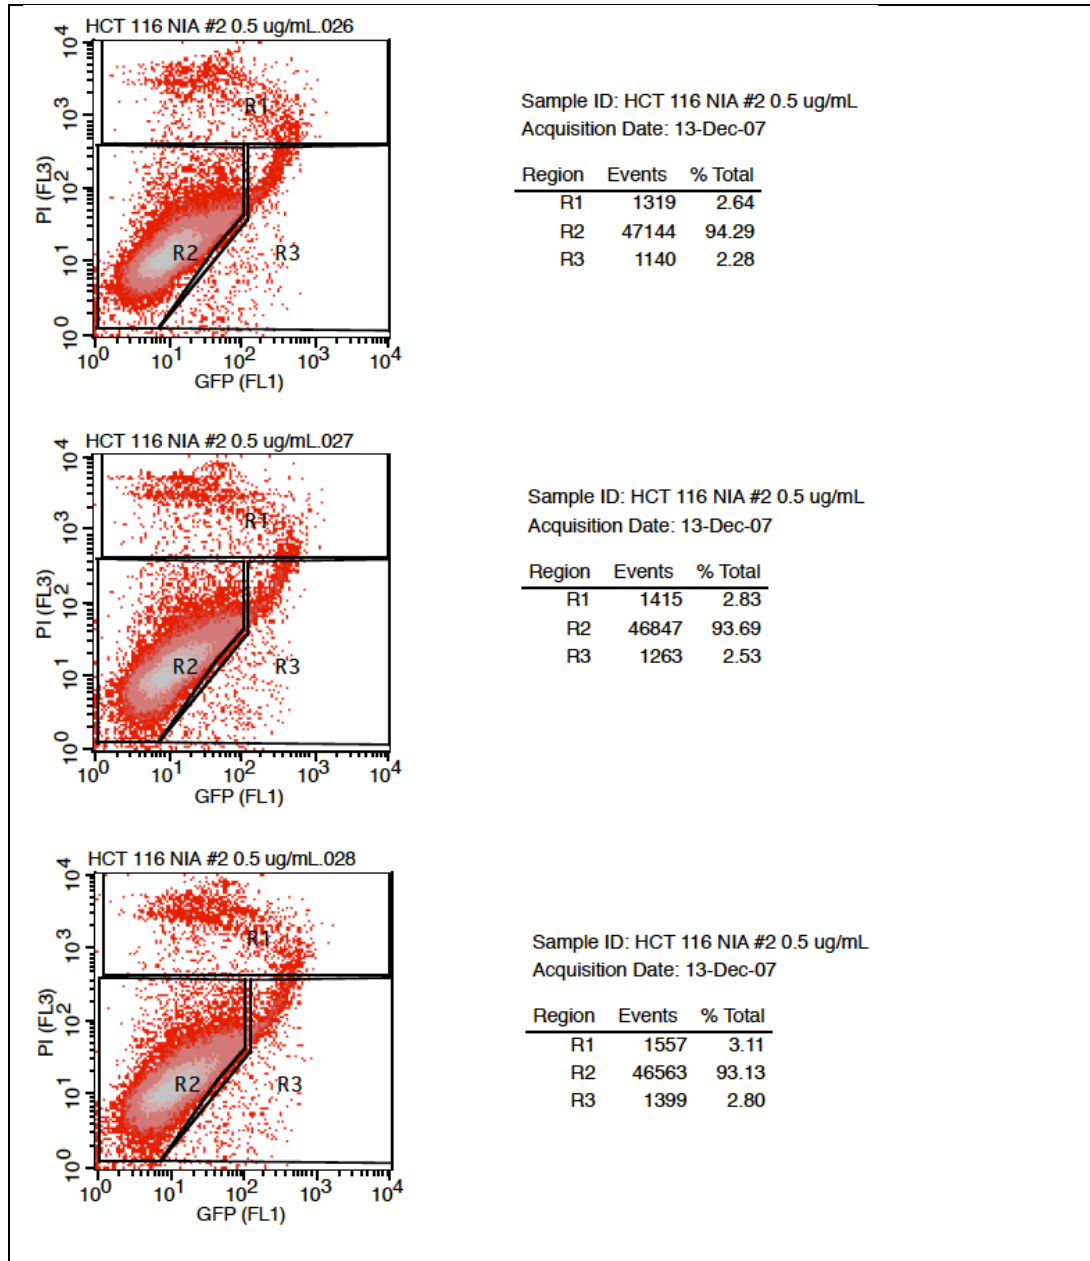 HCT 116 NIA #2 0.5 ug/mL.026
10^4
10^3
10^2
10^1
10^0
PI (FL3)
R1
R2
R3
10^0 10^1 10^2 10^3 10^4
GFP (FL1)
Sample ID: HCT 116 NIA #2 0.5 ug/mL
Acquisition Date: 13-Dec-07
Region Events % Total
R1 1319 2.64
R2 47144 94.29
R3 1140 2.28
HCT 116 NIA #2 0.5 ug/mL.027
10^4
10^3
10^2
10^1
10^0
PI (FL3)
R1
R2
R3
10^0 10^1 10^2 10^3 10^4
GFP (FL1)
Sample ID: HCT 116 NIA #2 0.5 ug/mL
Acquisition Date: 13-Dec-07
Region Events % Total
R1 1415 2.83
R2 46847 93.69
R3 1263 2.53
HCT 116 NIA #2 0.5 ug/mL.028
10^4
10^3
10^2
10^1
10^0
PI (FL3)
R1
R2
R3
10^0 10^1 10^2 10^3 10^4
GFP (FL1)
Sample ID: HCT 116 NIA #2 0.5 ug/mL
Acquisition Date: 13-Dec-07
Region Events % Total
R1 1557 3.11
R2 46563 93.13
R3 1399 2.80